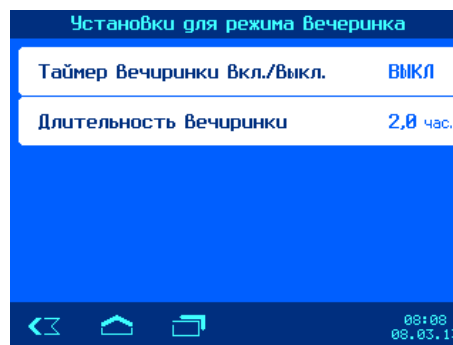 Установки для режима Вечеринка
Таймер Вечиринки Вкл./Выкл. ВЫКЛ
Длительность Вечиринки 2,0 час.
08:08
08.03.1